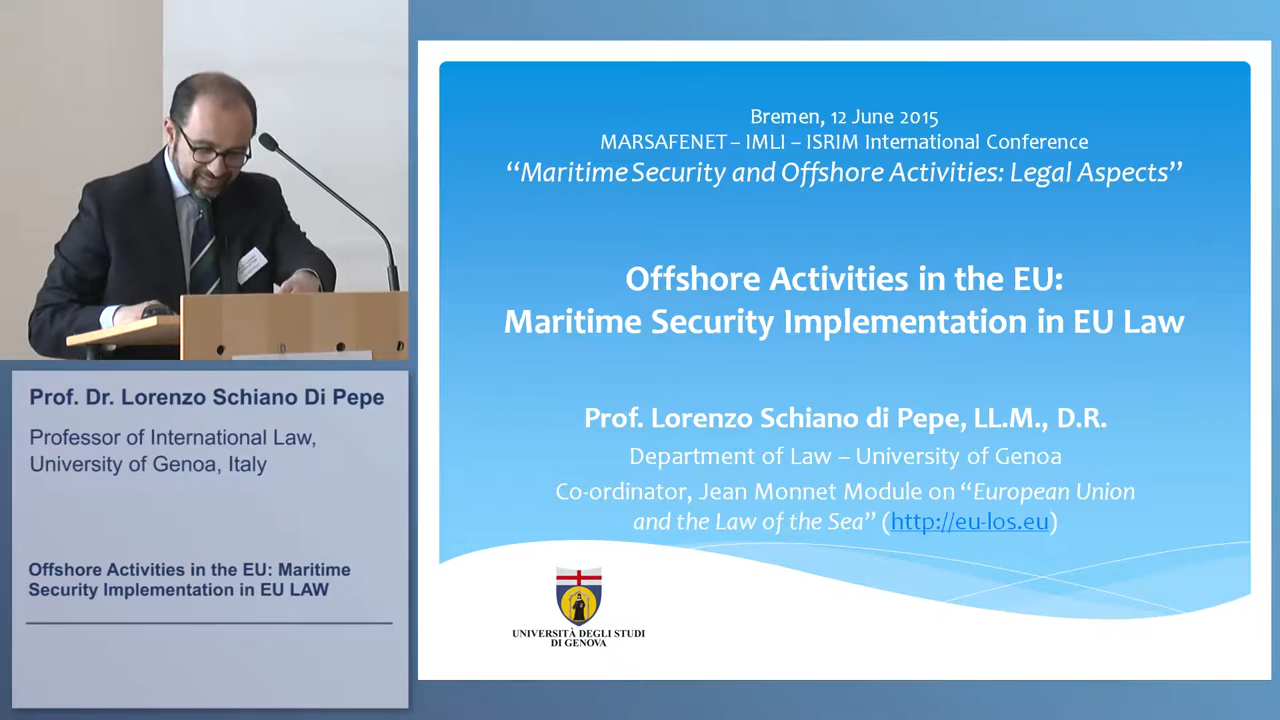 Bremen, 12 June 2015
MARSAFENET – IMLI – ISRIM International Conference
“Maritime Security and Offshore Activities: Legal Aspects”
Offshore Activities in the EU:
Maritime Security Implementation in EU Law
Prof. Lorenzo Schiano di Pepe, LL.M., D.R.
Department of Law – University of Genoa
Co-ordinator, Jean Monnet Module on “European Union
and the Law of the Sea” (http://eu-los.eu)
UNIVERSITÀ DEGLI STUDI
DI GENOVA
Prof. Dr. Lorenzo Schiano Di Pepe
Professor of International Law,
University of Genoa, Italy
Offshore Activities in the EU: Maritime
Security Implementation in EU LAW